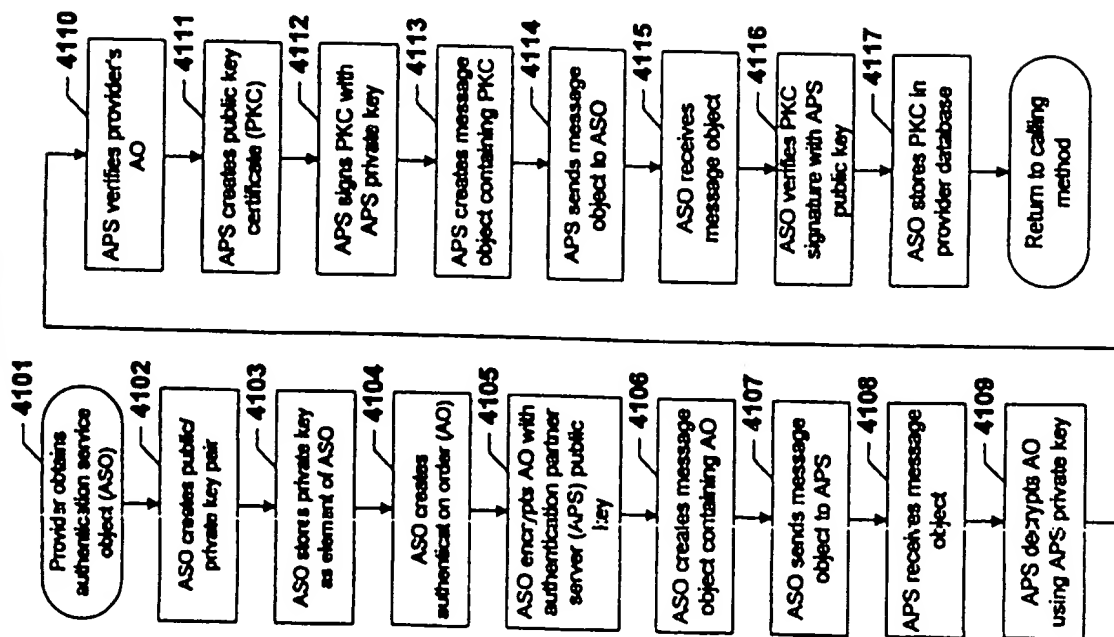 4101
Provider obtains
authentication service
object (ASO)
4102
ASO creates public/
private key pair
4103
ASO stores private key
as element of ASO
4104
ASO creates
authentication order (AO)
4105
ASO encrypts AO with
authentication partner
server (APS) public
key
4106
ASO creates message
object containing AO
4107
ASO sends message
object to APS
4108
APS receives message
object
4109
APS decrypts AO
using APS private key
4110
APS verifies provider's
AO
4111
APS creates public key
certificate (PKC)
4112
APS signs PKC with
APS private key
4113
APS creates message
object containing PKC
4114
APS sends message
object to ASO
4115
ASO receives
message object
4116
ASO verifies PKC
signature with APS
public key
4117
ASO stores PKC in
provider database
Return to calling
method